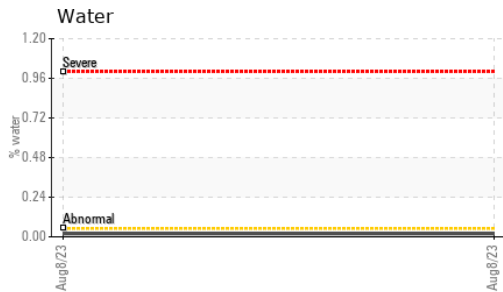 Water
1.20
Severe
0.96
0.72
% water
0.48
0.24
Abnormal
0.00
Aug8/23
Aug8/23